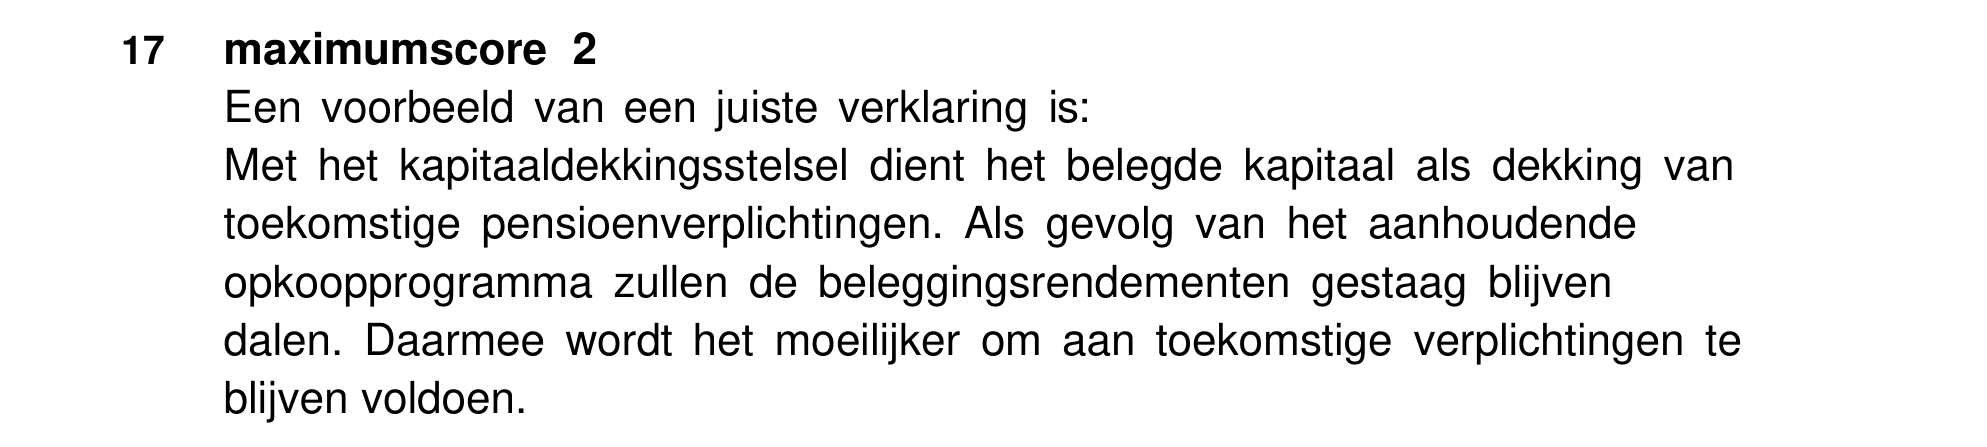 17 maximumscore 2
Een voorbeeld van een juiste verklaring is:
Met het kapitaaldekkingsstelsel dient het belegde kapitaal als dekking van
toekomstige pensioenverplichtingen. Als gevolg van het aanhoudende
opkoopprogramma zullen de beleggingsrendementen gestaag blijven
dalen. Daarmee wordt het moeilijker om aan toekomstige verplichtingen te
blijven voldoen.